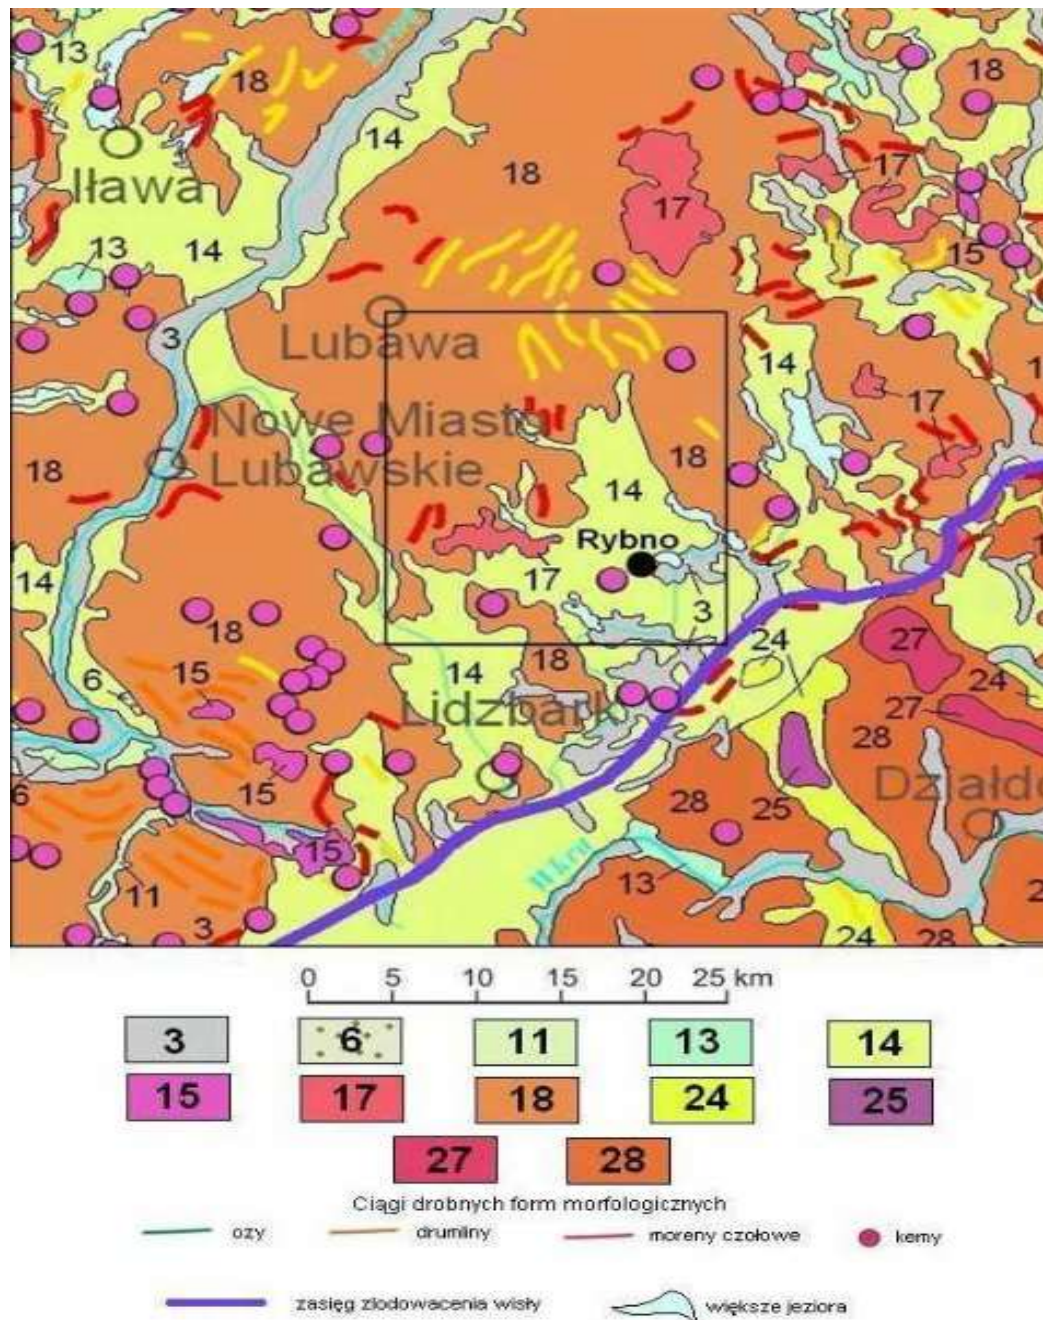 13
18
14
18
17
18
Iława
17
13
14
15
3
Lubawa
14
17
Nowe Miasto
Lubawskie
18
18
14
Rybno
14
17
3
18
24
27
15
6
14
18
24
Lidzbark
27
28
15
28
25
Działdo
15
Wkra
13
11
3
24
28
0 5 10 15 20 25 km
3 6 11 13 14
15 17 18 24 25
27 28
Ciągi drobnych form morfologicznych
ozy drumliny moreny czołowe kemy
zasięg zlodowacenia wisły większe jeziora